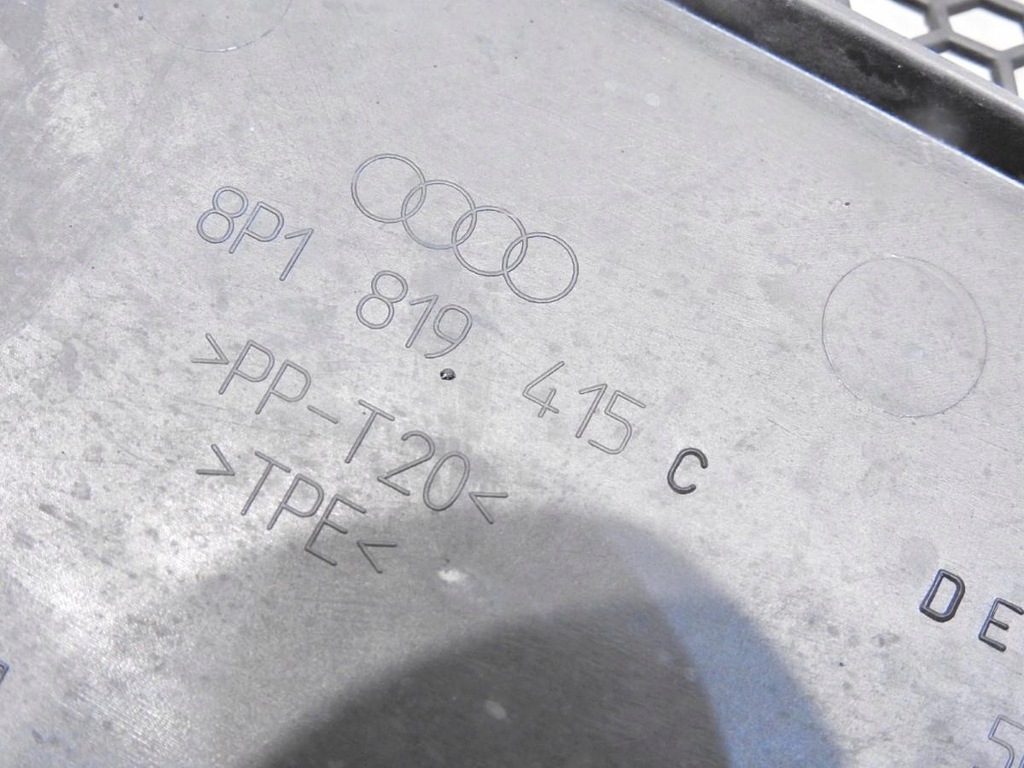 8P1 819 415 C
>PP-T20<
>TPE<
DE